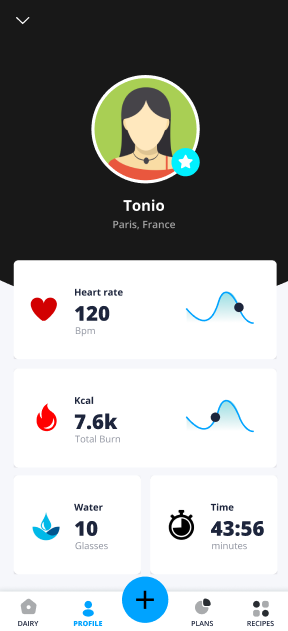 Tonio
Paris, France
Heart rate
120
Bpm
Kcal
7.6k
Total Burn
Water
10
Glasses
Time
43:56
minutes
DAIRY
PROFILE
PLANS
RECIPES